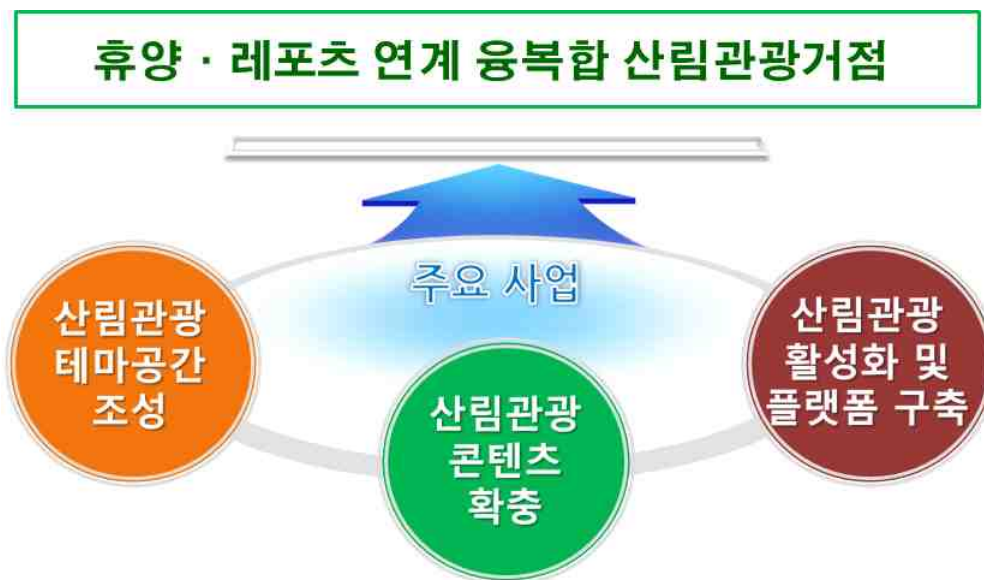 휴양 · 레포츠 연계 융복합 산림관광거점
주요 사업
산림관광
테마공간
조성
산림관광
콘텐츠
확충
산림관광
활성화 및
플랫폼 구축